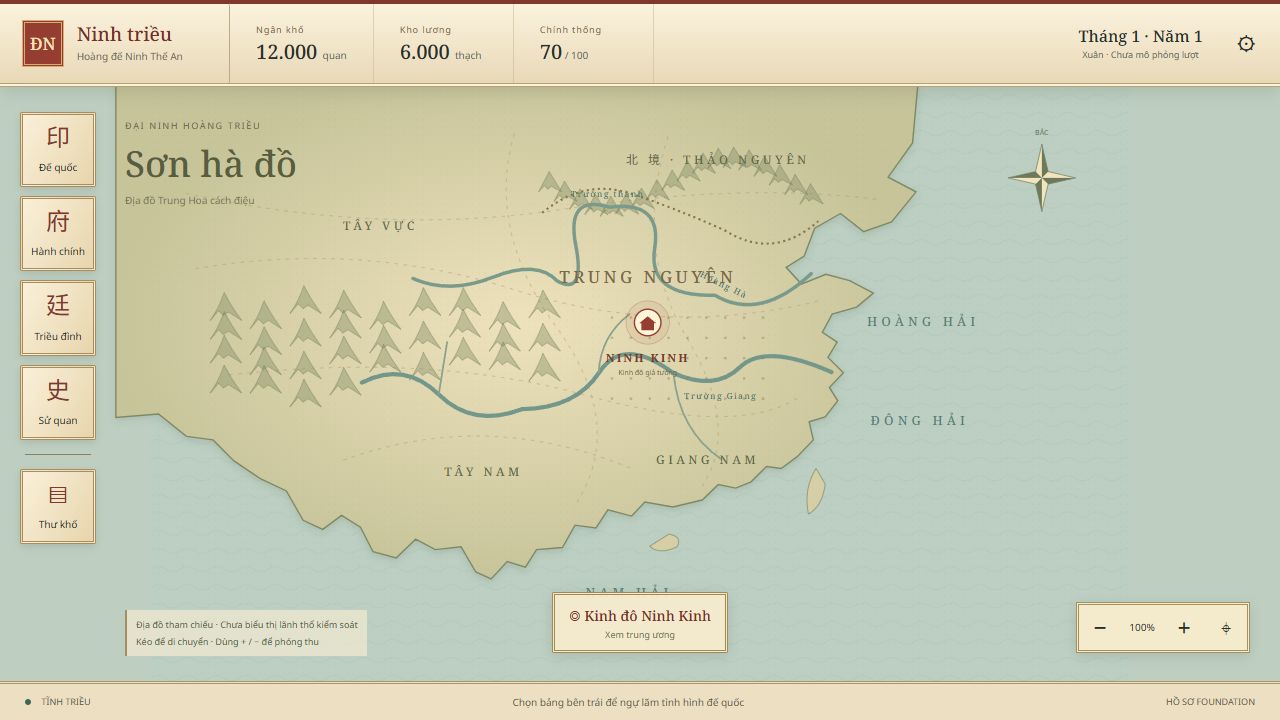 ĐN
Ninh triều
Hoàng đế Ninh Thế An
Ngân khố
12.000 quan
Kho lương
6.000 thạch
Chính thống
70 / 100
Tháng 1 · Năm 1
Xuân · Chưa mô phỏng lượt
印
Đế quốc
府
Hành chính
廷
Triều đình
史
Sử quan
Thư khố
ĐẠI NINH HOÀNG TRIỀU
Sơn hà đồ
Địa đồ Trung Hoa cách điệu
BẮC
北 境 · THẢO NGUYÊN
Trường thành
TÂY VỰC
TRUNG NGUYÊN
Hoàng Hà
HOÀNG HẢI
NINH KINH
Kinh đô giả tưởng
Trường Giang
ĐÔNG HẢI
GIANG NAM
TÂY NAM
NAM HẢI
◎ Kinh đô Ninh Kinh
Xem trung ương
Địa đồ tham chiếu · Chưa biểu thị lãnh thổ kiểm soát
Kéo để di chuyển · Dùng + / − để phóng thu
− 100% +
TĨNH TRIỀU
Chọn bảng bên trái để ngự lãm tình hình đế quốc
HỒ SƠ FOUNDATION